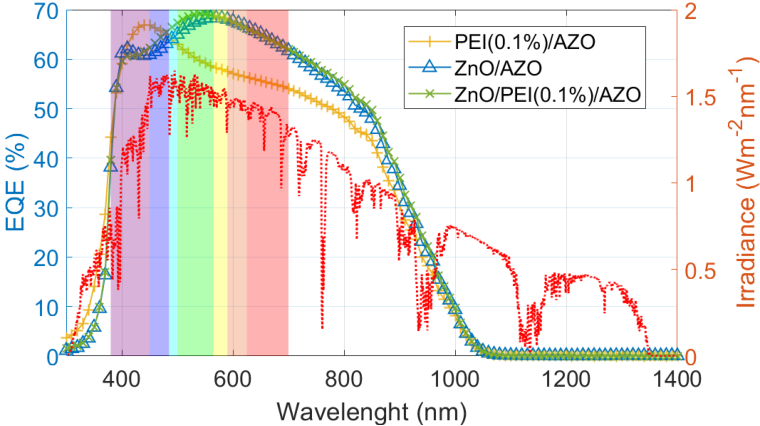 70
60
50
40
30
20
10
0
EQE (%)
2
1.5
1
0.5
0
Irradiance (Wm⁻²nm⁻¹)
PEI(0.1%)/AZO
ZnO/AZO
ZnO/PEI(0.1%)/AZO
400 600 800 1000 1200 1400
Wavelenght (nm)